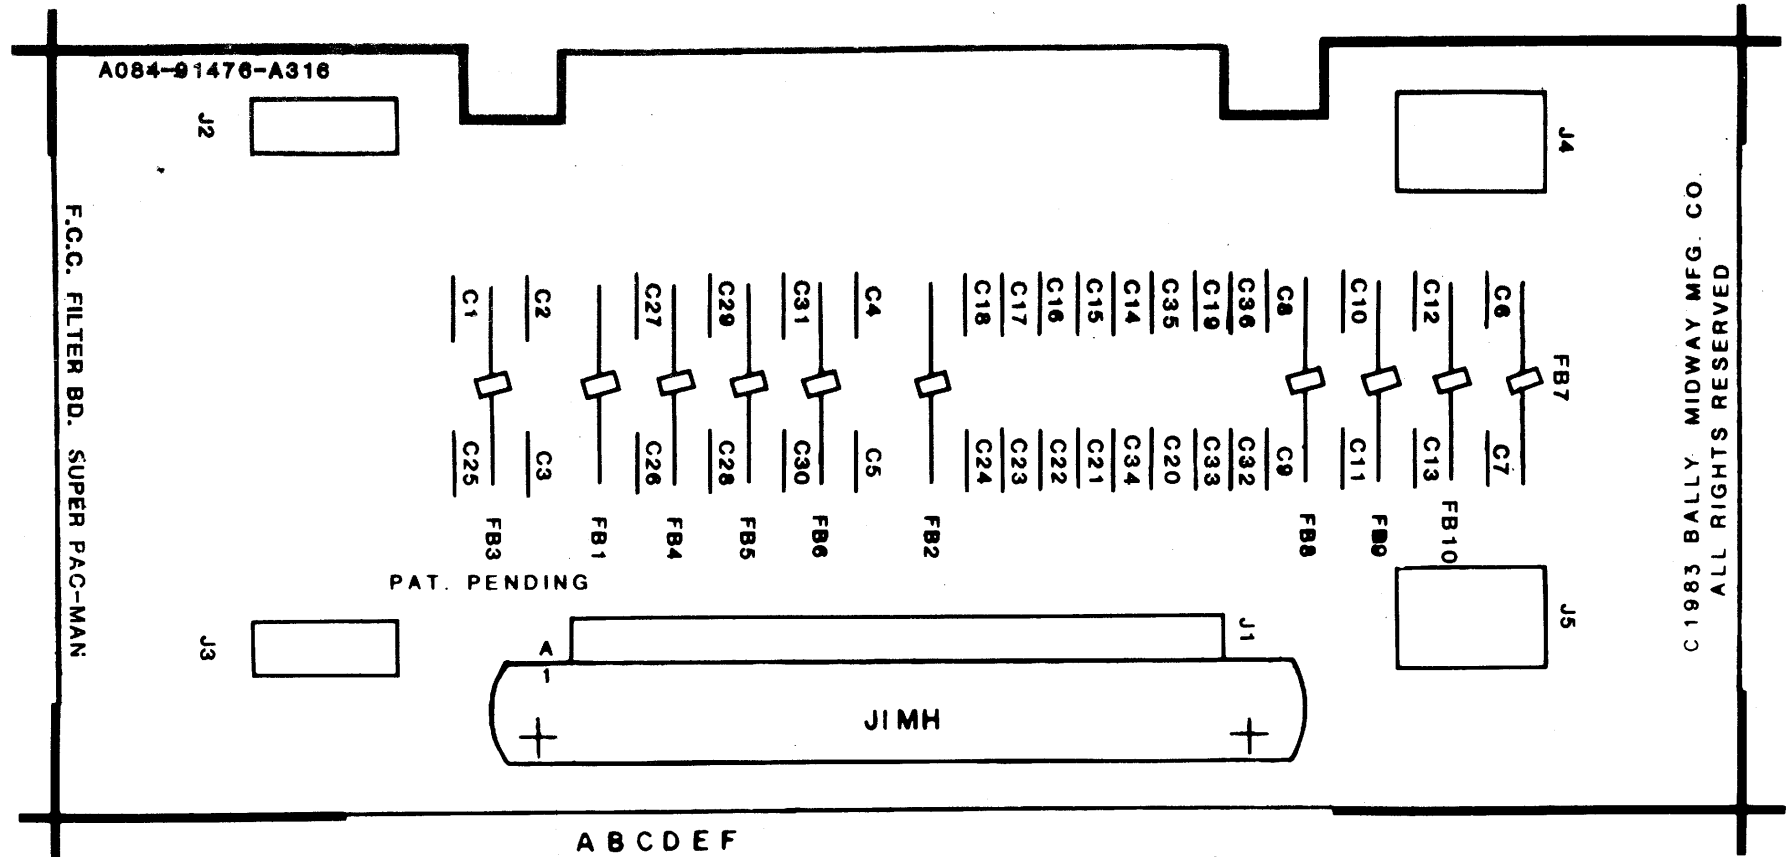 A084-91476-A316
J2
J4
F.C.C. FILTER BD. SUPER PAC-MAN
C1983 BALLY MIDWAY MFG. CO.
ALL RIGHTS RESERVED
C1
C2
C27
C29
C31
C4
C18
C17
C16
C15
C14
C35
C19
C36
C8
C10
C12
C6
FB7
C25
C3
C26
C28
C30
C5
C24
C23
C22
C21
C34
C20
C33
C32
C9
C11
C13
C7
FB3
FB1
FB4
FB5
FB6
FB2
FB8
FB9
FB10
PAT. PENDING
J3
A
1
J1
J5
JIMH
A B C D E F